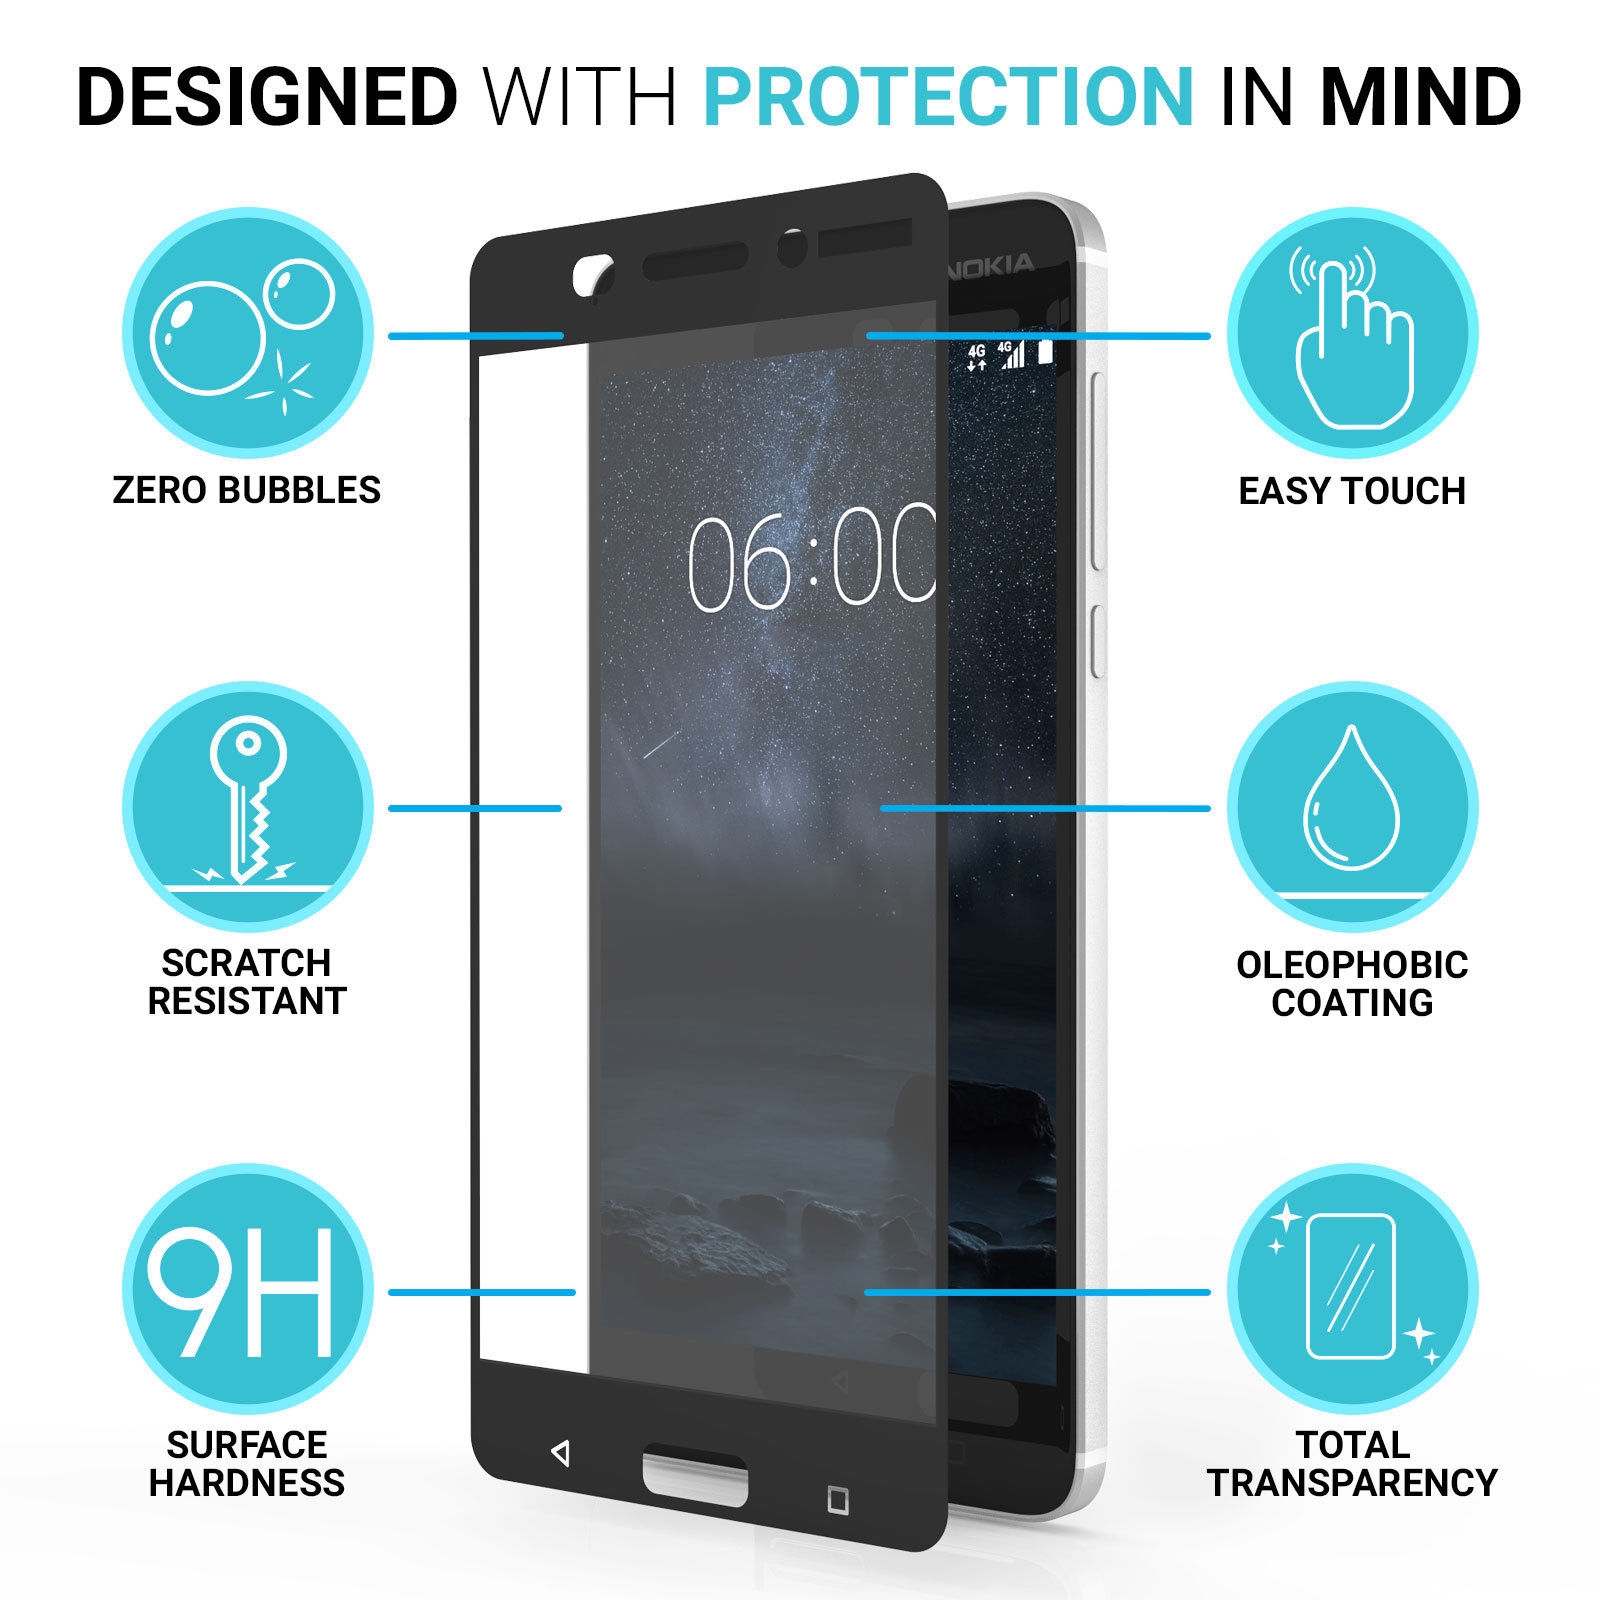 DESIGNED WITH PROTECTION IN MIND
ZERO BUBBLES
EASY TOUCH
NOKIA
4G 4G
06:00
SCRATCH
RESISTANT
OLEOPHOBIC
COATING
9H
SURFACE
HARDNESS
TOTAL
TRANSPARENCY